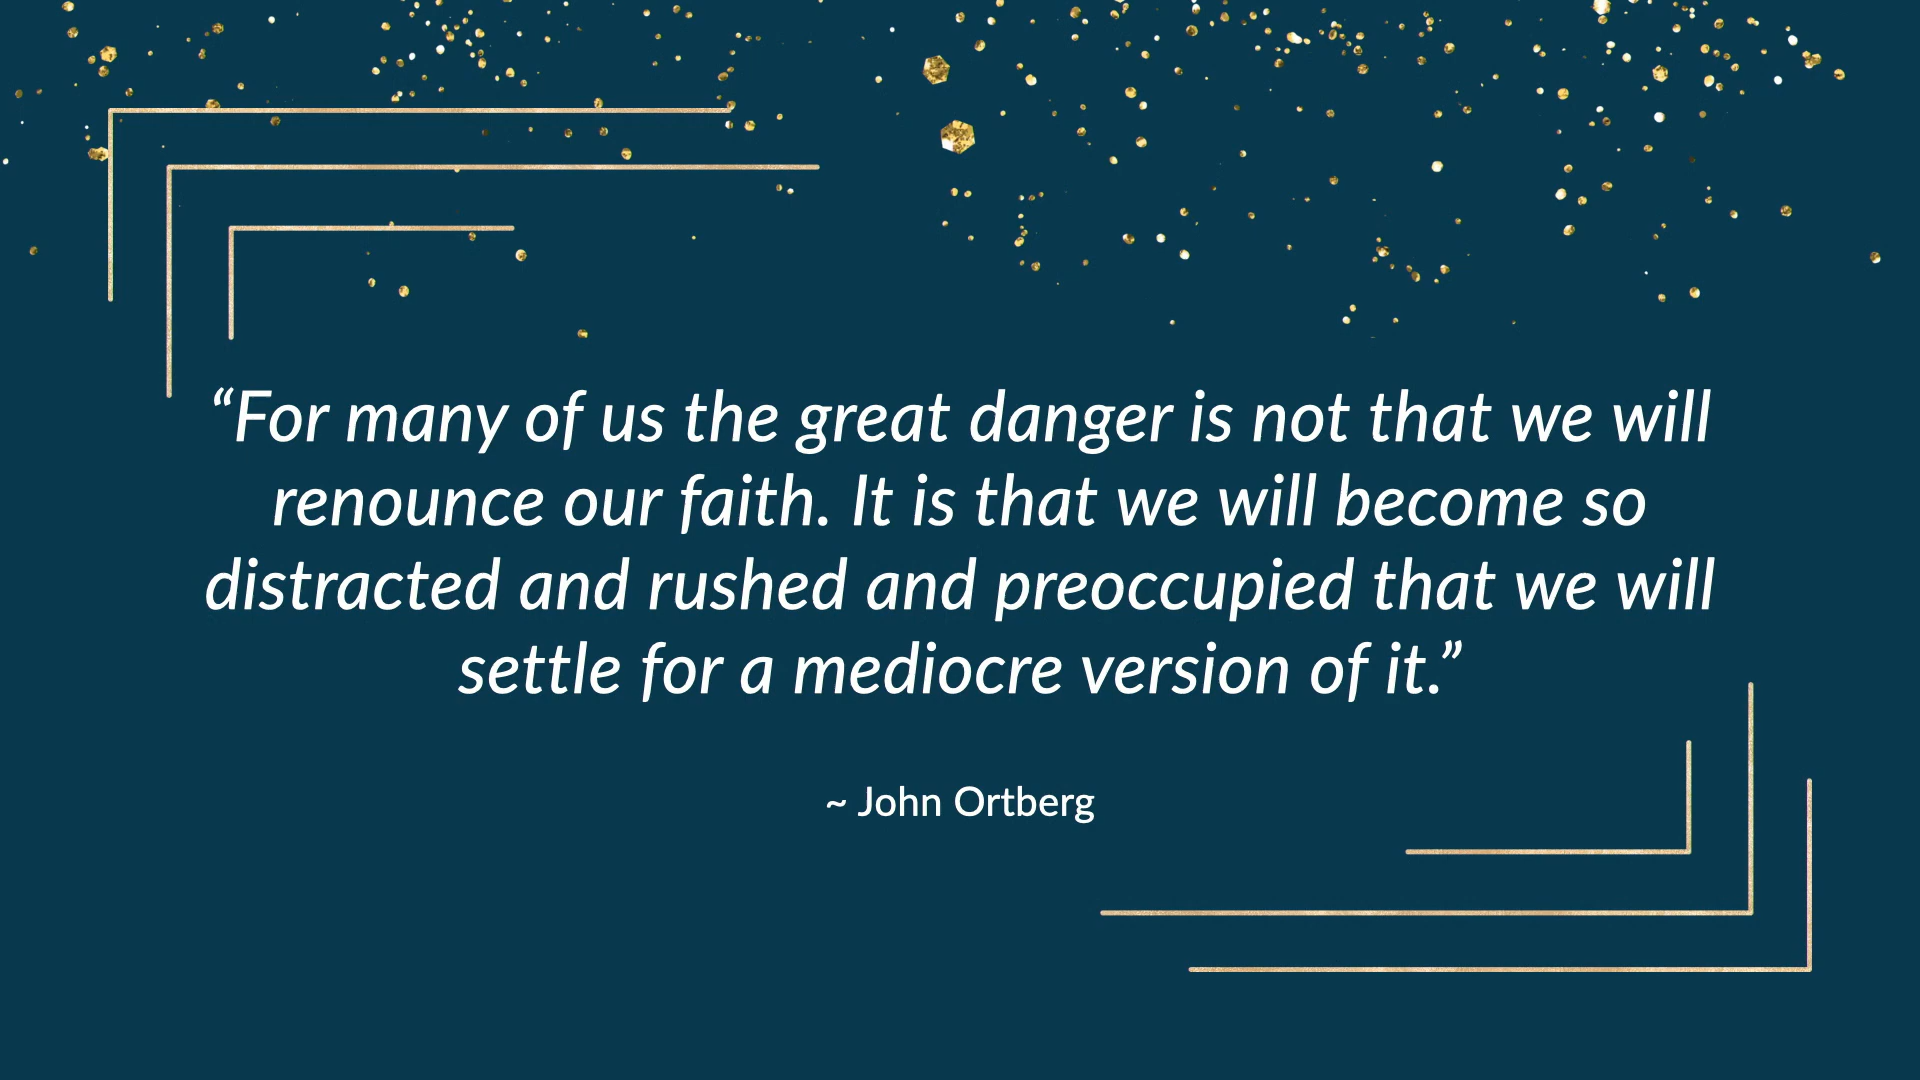 “For many of us the great danger is not that we will
renounce our faith. It is that we will become so
distracted and rushed and preoccupied that we will
settle for a mediocre version of it.”
~ John Ortberg